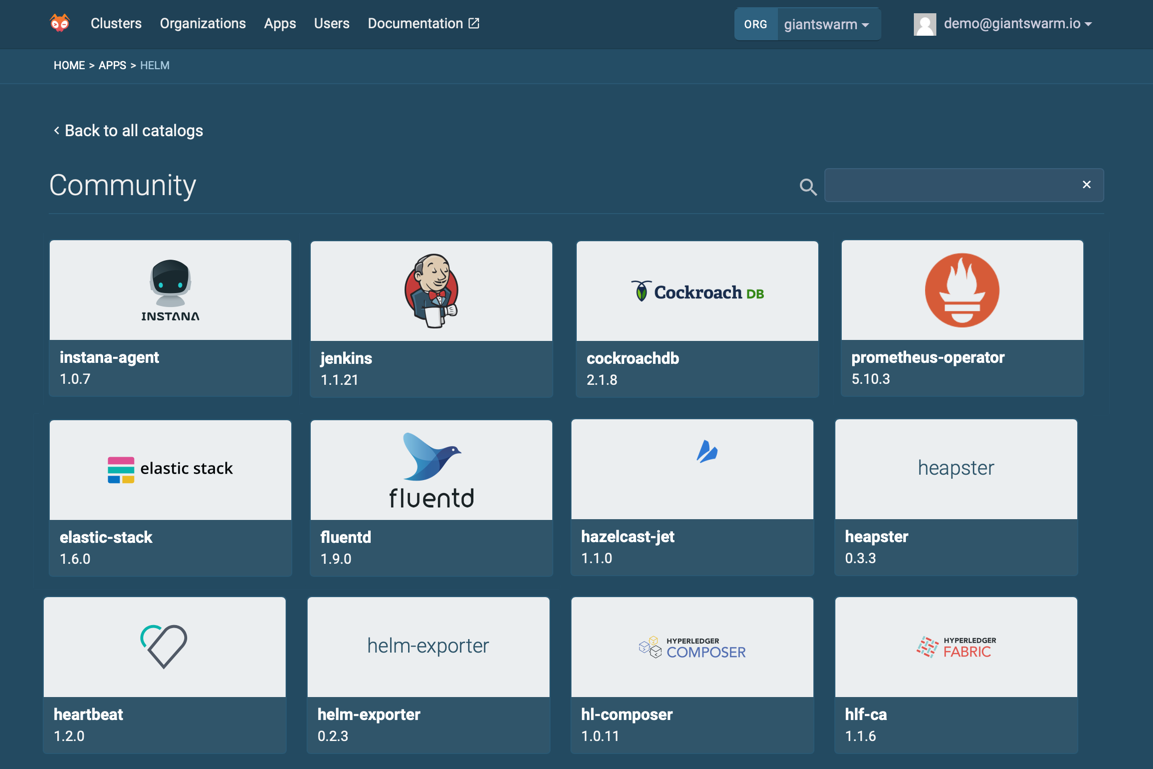 Clusters Organizations Apps Users Documentation ORG giantswarm demo@giantswarm.io
HOME > APPS > HELM
‹ Back to all catalogs
Community
INSTANA
instana-agent
1.0.7
jenkins
1.1.21
Cockroach DB
cockroachdb
2.1.8
prometheus-operator
5.10.3
elastic stack
elastic-stack
1.6.0
fluentd
fluentd
1.9.0
hazelcast-jet
1.1.0
heapster
heapster
0.3.3
heartbeat
1.2.0
helm-exporter
helm-exporter
0.2.3
HYPERLEDGER
COMPOSER
hl-composer
1.0.11
HYPERLEDGER
FABRIC
hlf-ca
1.1.6